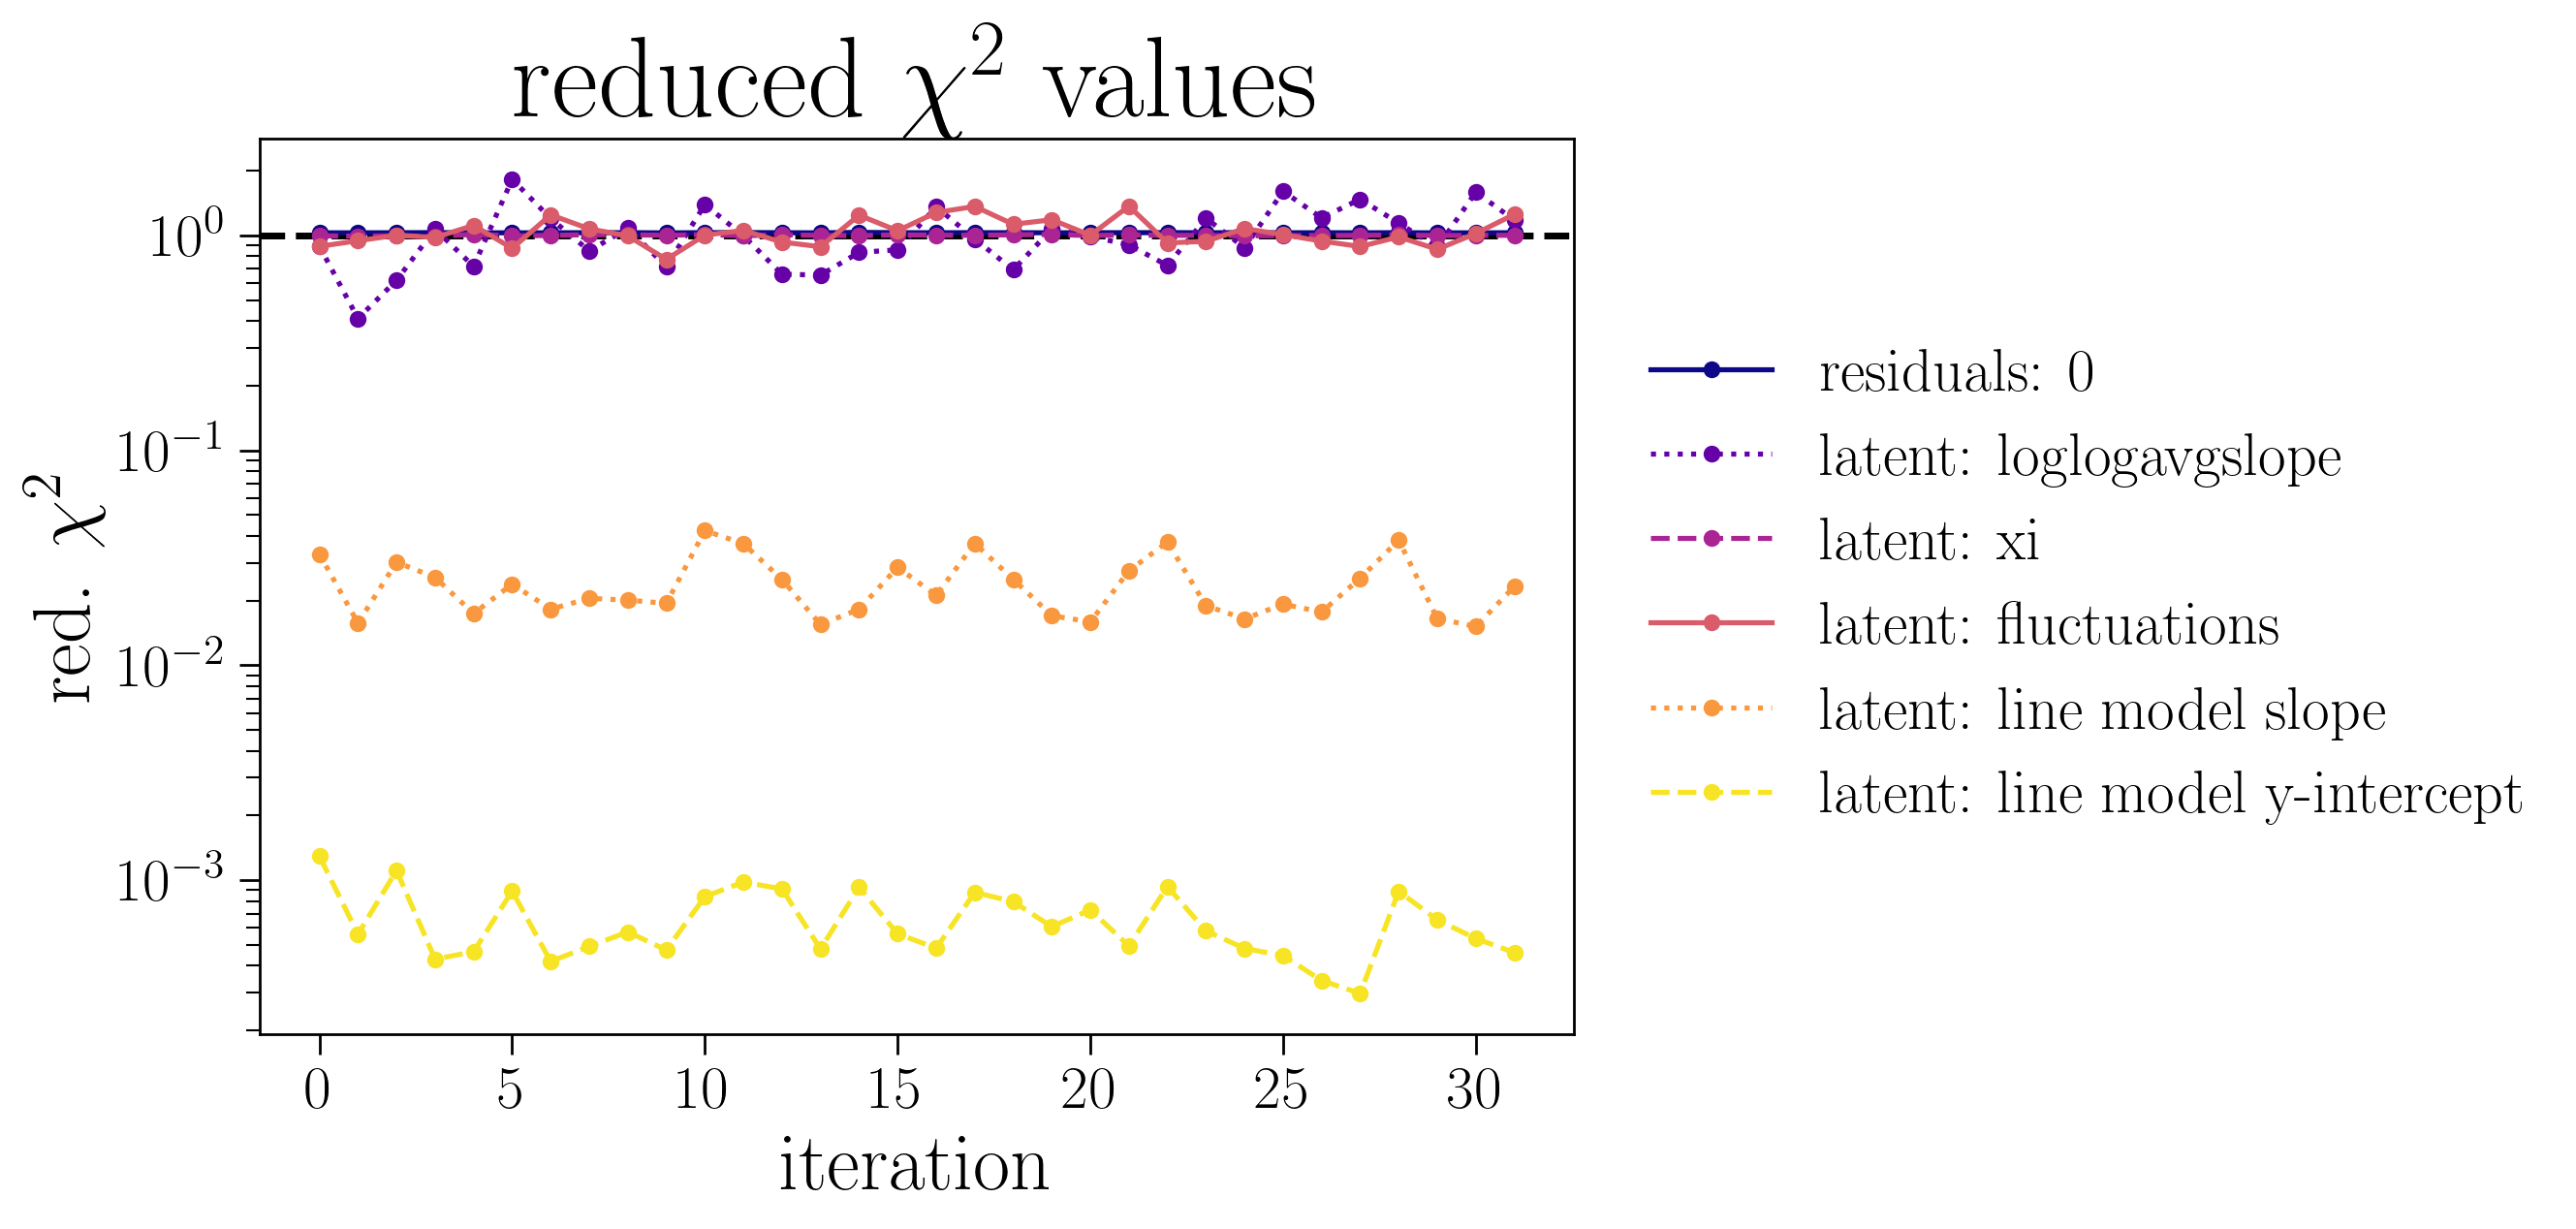 reduced χ² values
red. χ²
10⁰
10⁻¹
10⁻²
10⁻³
0 5 10 15 20 25 30
iteration
residuals: 0
latent: loglogavgslope
latent: xi
latent: fluctuations
latent: line model slope
latent: line model y-intercept